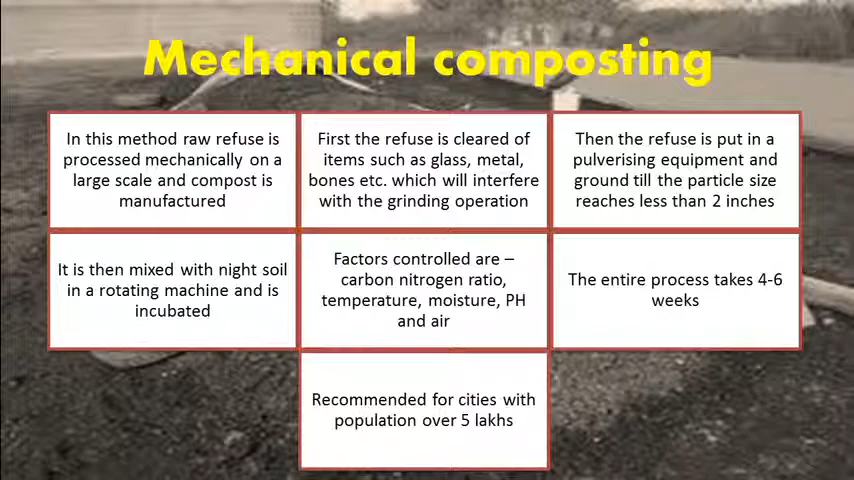 Mechanical composting
In this method raw refuse is
processed mechanically on a
large scale and compost is
manufactured
First the refuse is cleared of
items such as glass, metal,
bones etc. which will interfere
with the grinding operation
Then the refuse is put in a
pulverising equipment and
ground till the particle size
reaches less than 2 inches
It is then mixed with night soil
in a rotating machine and is
incubated
Factors controlled are –
carbon nitrogen ratio,
temperature, moisture, PH
and air
The entire process takes 4-6
weeks
Recommended for cities with
population over 5 lakhs